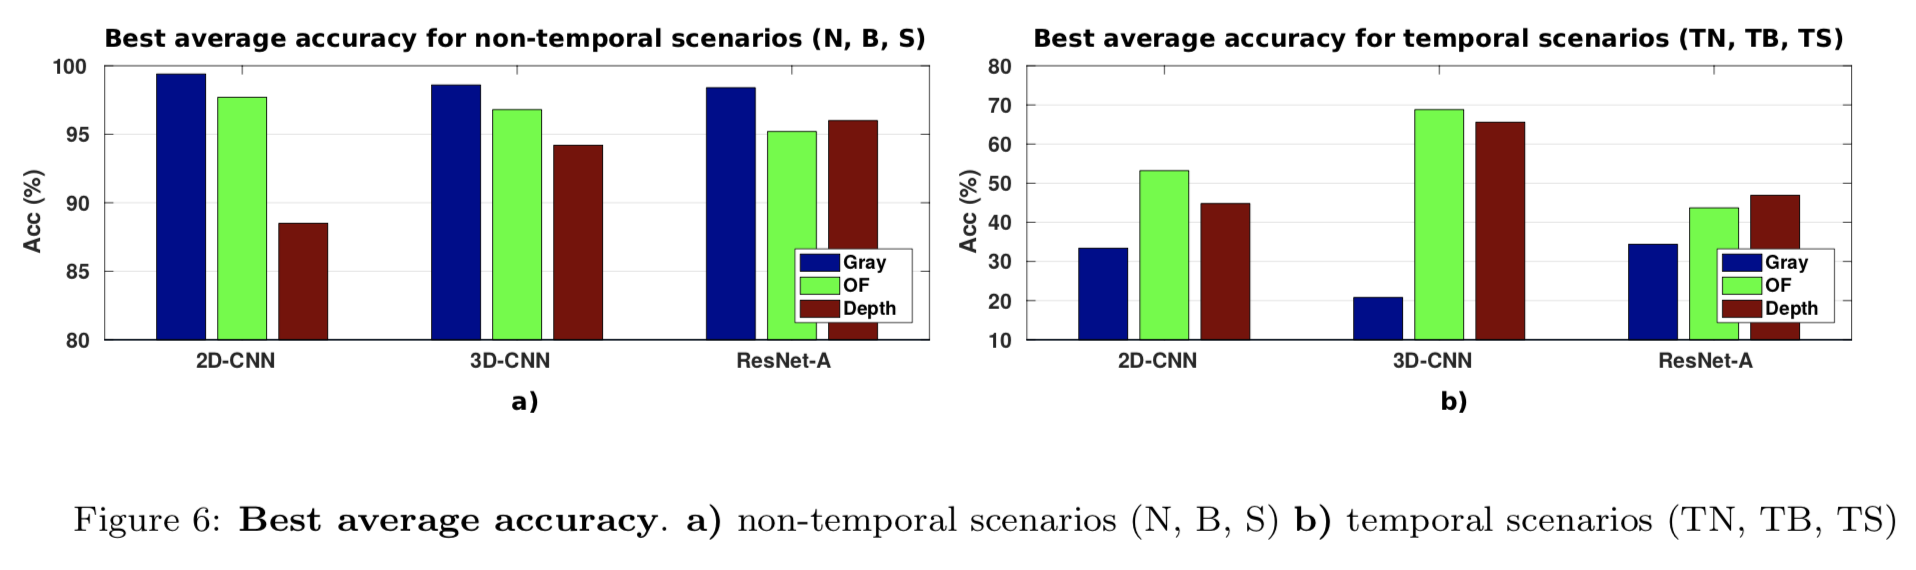 Best average accuracy for non-temporal scenarios (N, B, S)
100
95
90
85
80
Acc (%)
Gray
OF
Depth
2D-CNN
3D-CNN
ResNet-A
a)
Best average accuracy for temporal scenarios (TN, TB, TS)
80
70
60
50
40
30
20
10
Acc (%)
Gray
OF
Depth
2D-CNN
3D-CNN
ResNet-A
b)
Figure 6: Best average accuracy. a) non-temporal scenarios (N, B, S) b) temporal scenarios (TN, TB, TS)